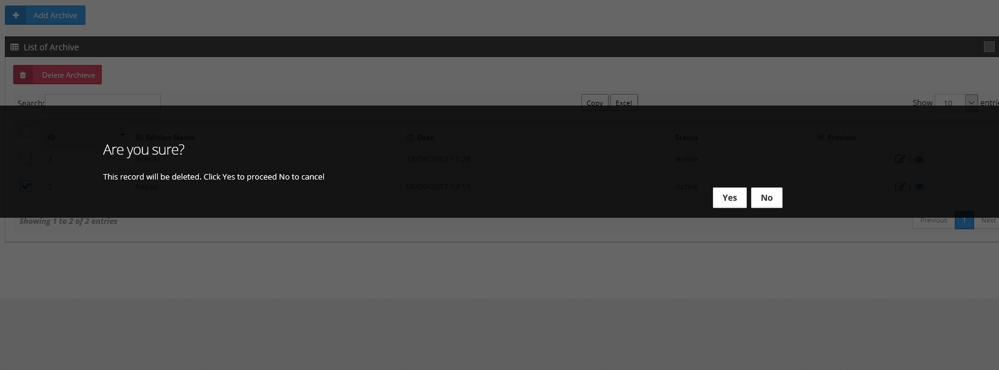 Add Archive
List of Archive
Delete Archieve
Search: Copy Excel Show 10
ID Edition Name Date Status Preview
Are you sure?
3 asssss 15/09/2017 11:29 Active |
This record will be deleted. Click Yes to proceed No to cancel
2 Aaaaa 08/09/2017 13:15 Active |
Yes No
Showing 1 to 2 of 2 entries Previous 1 Next